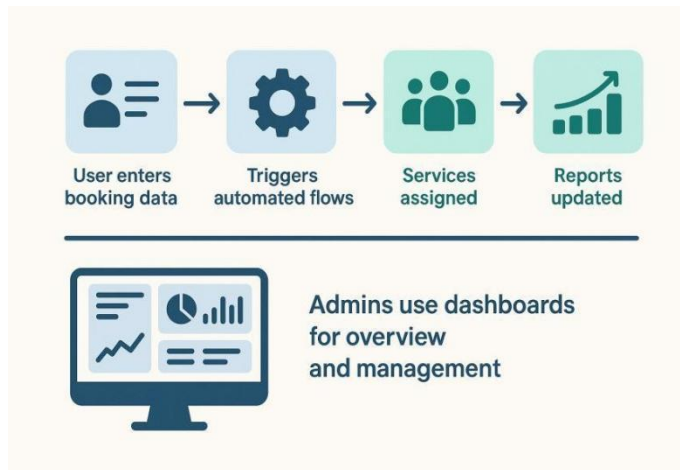 User enters
booking data
Triggers
automated flows
Services
assigned
Reports
updated
Admins use dashboards
for overview
and management